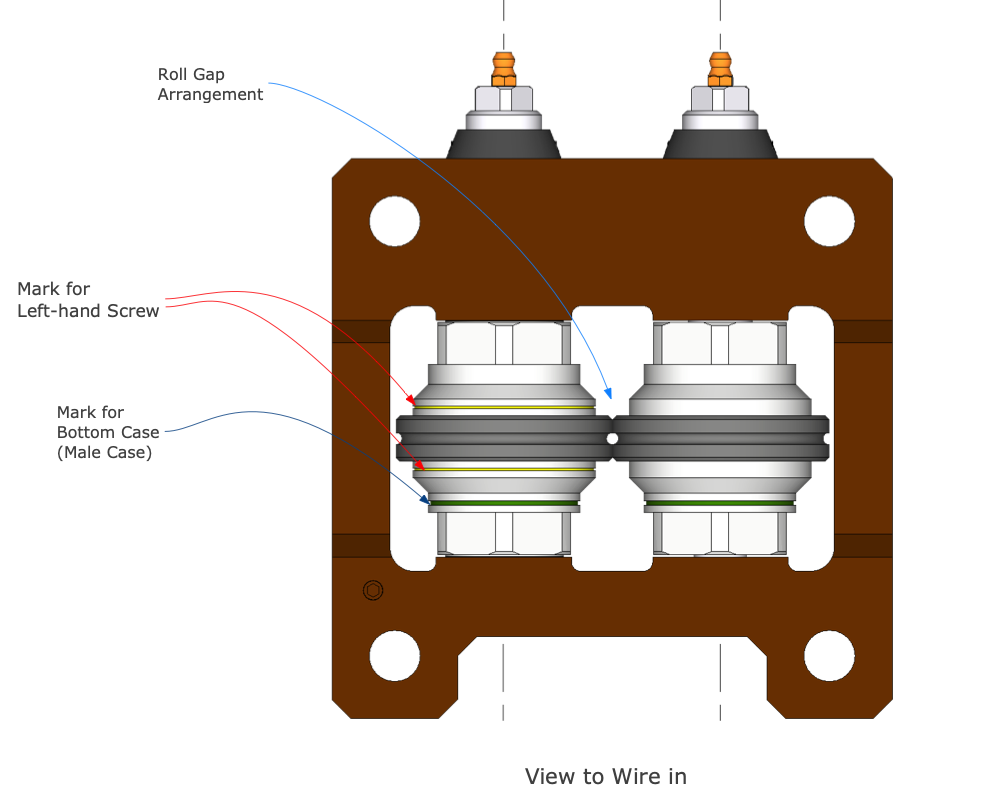 Roll Gap
Arrangement
Mark for
Left-hand Screw
Mark for
Bottom Case
(Male Case)
View to Wire in